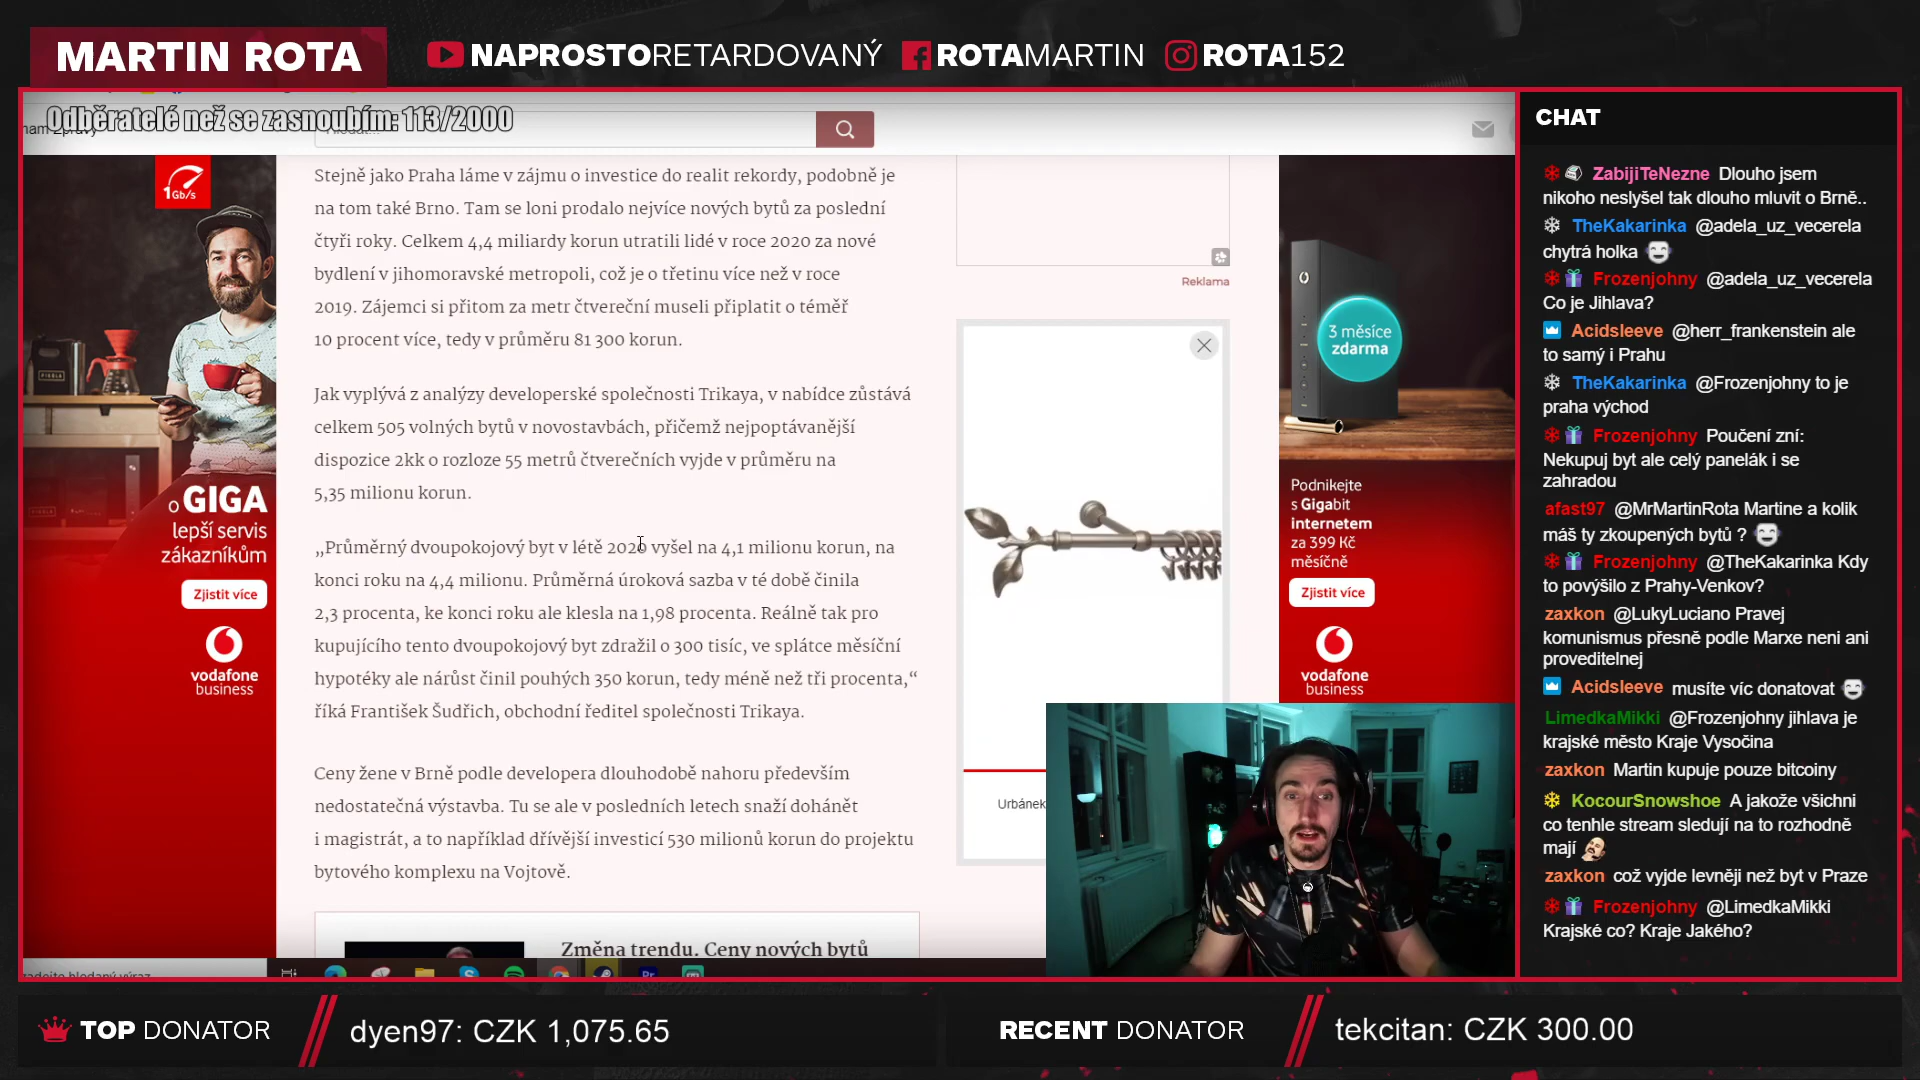 MARTIN ROTA
NAPROSTORETARDOVANÝ
ROTAMARTIN
ROTA152
Odběratelé než se zasnoubím: 113/2000
1Gb/s
o GIGA
lepší servis
zákazníkům
Zjistit více
vodafone
business
Stejně jako Praha láme v zájmu o investice do realit rekordy, podobně je
na tom také Brno. Tam se loni prodalo nejvíce nových bytů za poslední
čtyři roky. Celkem 4,4 miliardy korun utratili lidé v roce 2020 za nové
bydlení v jihomoravské metropoli, což je o třetinu více než v roce
2019. Zájemci si přitom za metr čtvereční museli připlatit o téměř
10 procent více, tedy v průměru 81 300 korun.
Jak vyplývá z analýzy developerské společnosti Trikaya, v nabídce zůstává
celkem 505 volných bytů v novostavbách, přičemž nejpoptávanější
dispozice 2kk o rozloze 55 metrů čtverečních vyjde v průměru na
5,35 milionu korun.
„Průměrný dvoupokojový byt v létě 2020 vyšel na 4,1 milionu korun, na
konci roku na 4,4 milionu. Průměrná úroková sazba v té době činila
2,3 procenta, ke konci roku ale klesla na 1,98 procenta. Reálně tak pro
kupujícího tento dvoupokojový byt zdražil o 300 tisíc, ve splátce měsíční
hypotéky ale nárůst činil pouhých 350 korun, tedy méně než tři procenta,“
říká František Šudřich, obchodní ředitel společnosti Trikaya.
Ceny žene v Brně podle developera dlouhodobě nahoru především
nedostatečná výstavba. Tu se ale v posledních letech snaží dohánět
i magistrát, a to například dřívější investicí 530 milionů korun do projektu
bytového komplexu na Vojtově.
Změna trendu. Ceny nových bytů
Reklama
Urbánek
3 měsíce
zdarma
Podnikejte
s Gigabit
internetem
za 399 Kč
měsíčně
Zjistit více
vodafone
business
CHAT
ZabijiTeNezne Dlouho jsem
nikoho neslyšel tak dlouho mluvit o Brně..
TheKakarinka @adela_uz_vecerela
chytrá holka
Frozenjohny @adela_uz_vecerela
Co je Jihlava?
Acidsleeve @herr_frankenstein ale
to samý i Prahu
TheKakarinka @Frozenjohny to je
praha východ
Frozenjohny Poučení zní:
Nekupuj byt ale celý panelák i se
zahradou
afast97 @MrMartinRota Martine a kolik
máš ty zkoupených bytů ?
Frozenjohny @TheKakarinka Kdy
to povýšilo z Prahy-Venkov?
zaxkon @LukyLuciano Pravej
komunismus přesně podle Marxe neni ani
proveditelnej
Acidsleeve musíte víc donatovat
LimedkaMikki @Frozenjohny jihlava je
krajské město Kraje Vysočina
zaxkon Martin kupuje pouze bitcoiny
KocourSnowshoe A jakože všichni
co tenhle stream sledují na to rozhodně
mají
zaxkon což vyjde levněji než byt v Praze
Frozenjohny @LimedkaMikki
Krajské co? Kraje Jakého?
TOP DONATOR
dyen97: CZK 1,075.65
RECENT DONATOR
tekcitan: CZK 300.00